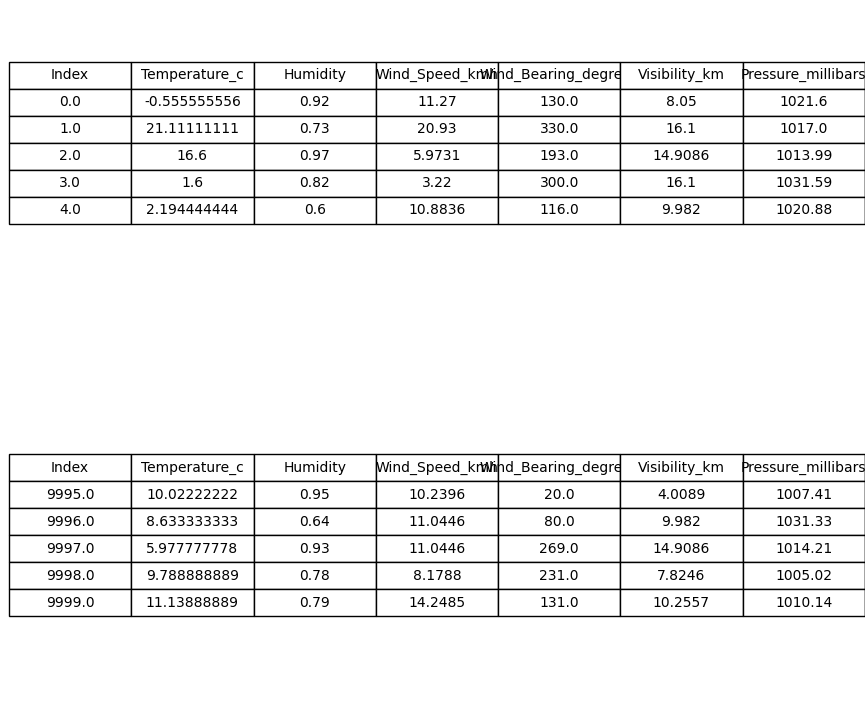 Index Temperature_c Humidity Wind_Speed_kmh Wind_Bearing_degre Visibility_km Pressure_millibars
0.0 -0.555555556 0.92 11.27 130.0 8.05 1021.6
1.0 21.11111111 0.73 20.93 330.0 16.1 1017.0
2.0 16.6 0.97 5.9731 193.0 14.9086 1013.99
3.0 1.6 0.82 3.22 300.0 16.1 1031.59
4.0 2.194444444 0.6 10.8836 116.0 9.982 1020.88
Index Temperature_c Humidity Wind_Speed_kmh Wind_Bearing_degre Visibility_km Pressure_millibars
9995.0 10.02222222 0.95 10.2396 20.0 4.0089 1007.41
9996.0 8.633333333 0.64 11.0446 80.0 9.982 1031.33
9997.0 5.977777778 0.93 11.0446 269.0 14.9086 1014.21
9998.0 9.788888889 0.78 8.1788 231.0 7.8246 1005.02
9999.0 11.13888889 0.79 14.2485 131.0 10.2557 1010.14